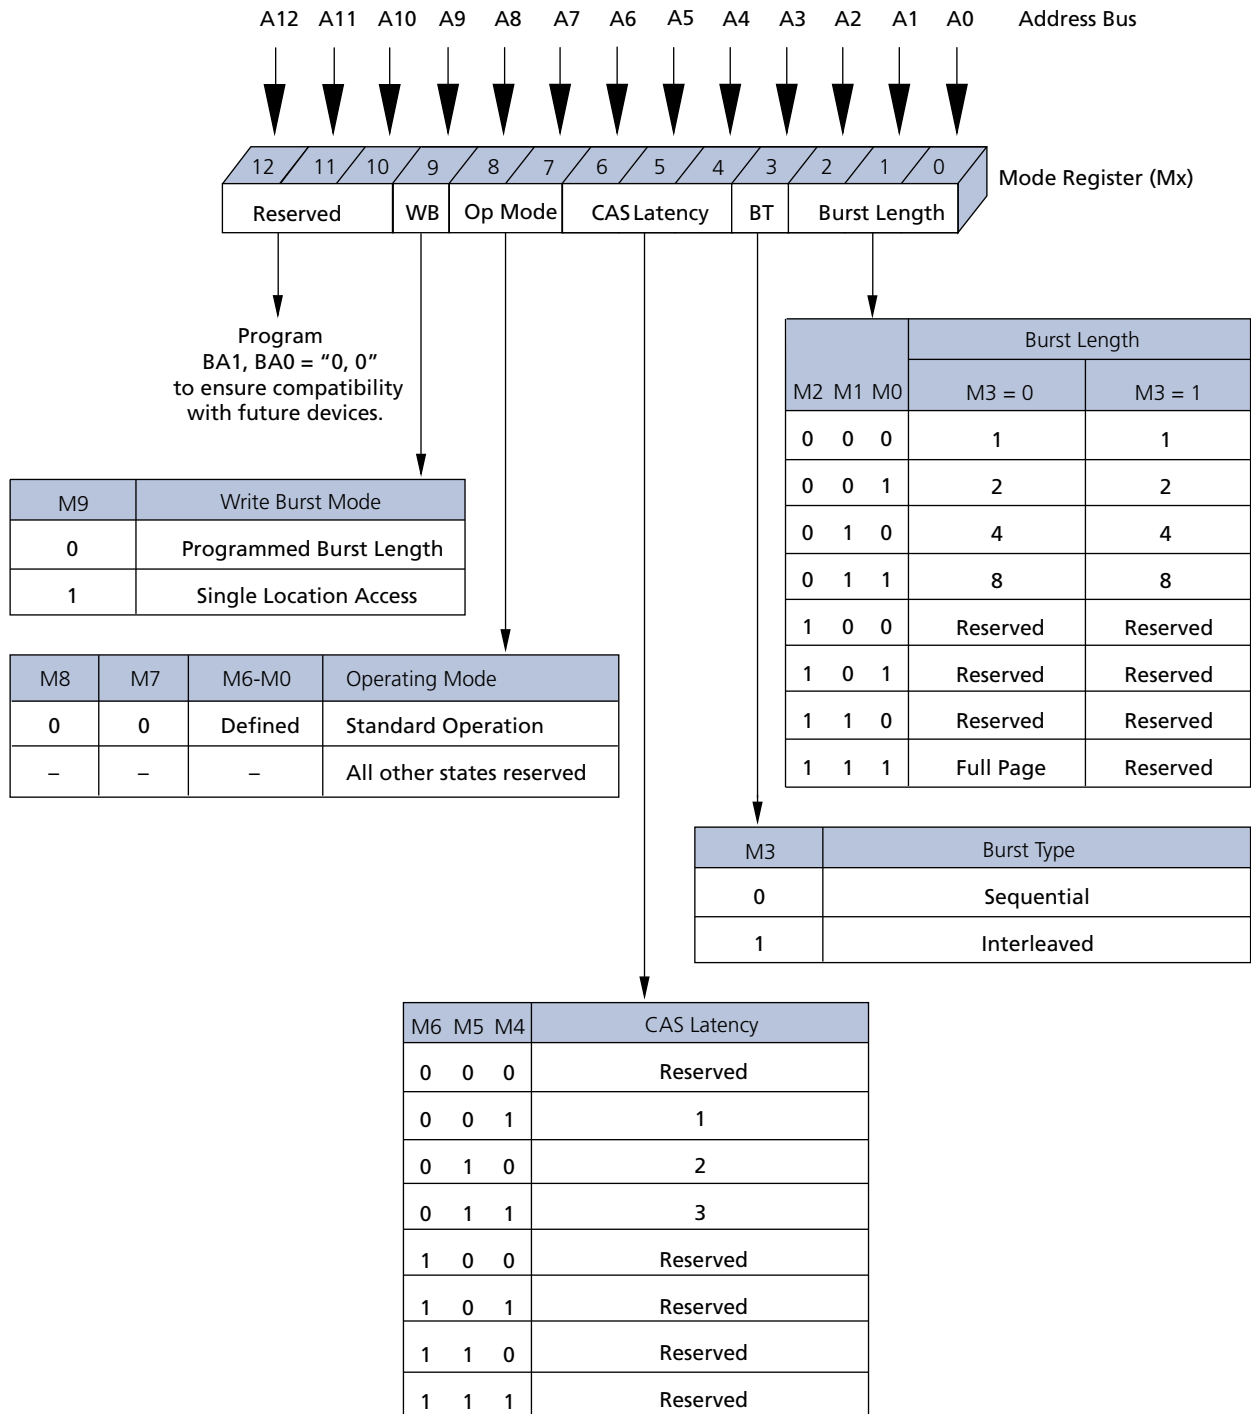 A12 A11 A10 A9 A8 A7 A6 A5 A4 A3 A2 A1 A0 Address Bus
12 11 10 9 8 7 6 5 4 3 2 1 0
Mode Register (Mx)
Reserved WB Op Mode CAS Latency BT Burst Length
Program
BA1, BA0 = “0, 0”
to ensure compatibility
with future devices.
Burst Length
M2 M1 M0 M3 = 0 M3 = 1
0 0 0 1 1
0 0 1 2 2
0 1 0 4 4
0 1 1 8 8
1 0 0 Reserved Reserved
1 0 1 Reserved Reserved
1 1 0 Reserved Reserved
1 1 1 Full Page Reserved
M9 Write Burst Mode
0 Programmed Burst Length
1 Single Location Access
M8 M7 M6-M0 Operating Mode
0 0 Defined Standard Operation
– – – All other states reserved
M3 Burst Type
0 Sequential
1 Interleaved
M6 M5 M4 CAS Latency
0 0 0 Reserved
0 0 1 1
0 1 0 2
0 1 1 3
1 0 0 Reserved
1 0 1 Reserved
1 1 0 Reserved
1 1 1 Reserved